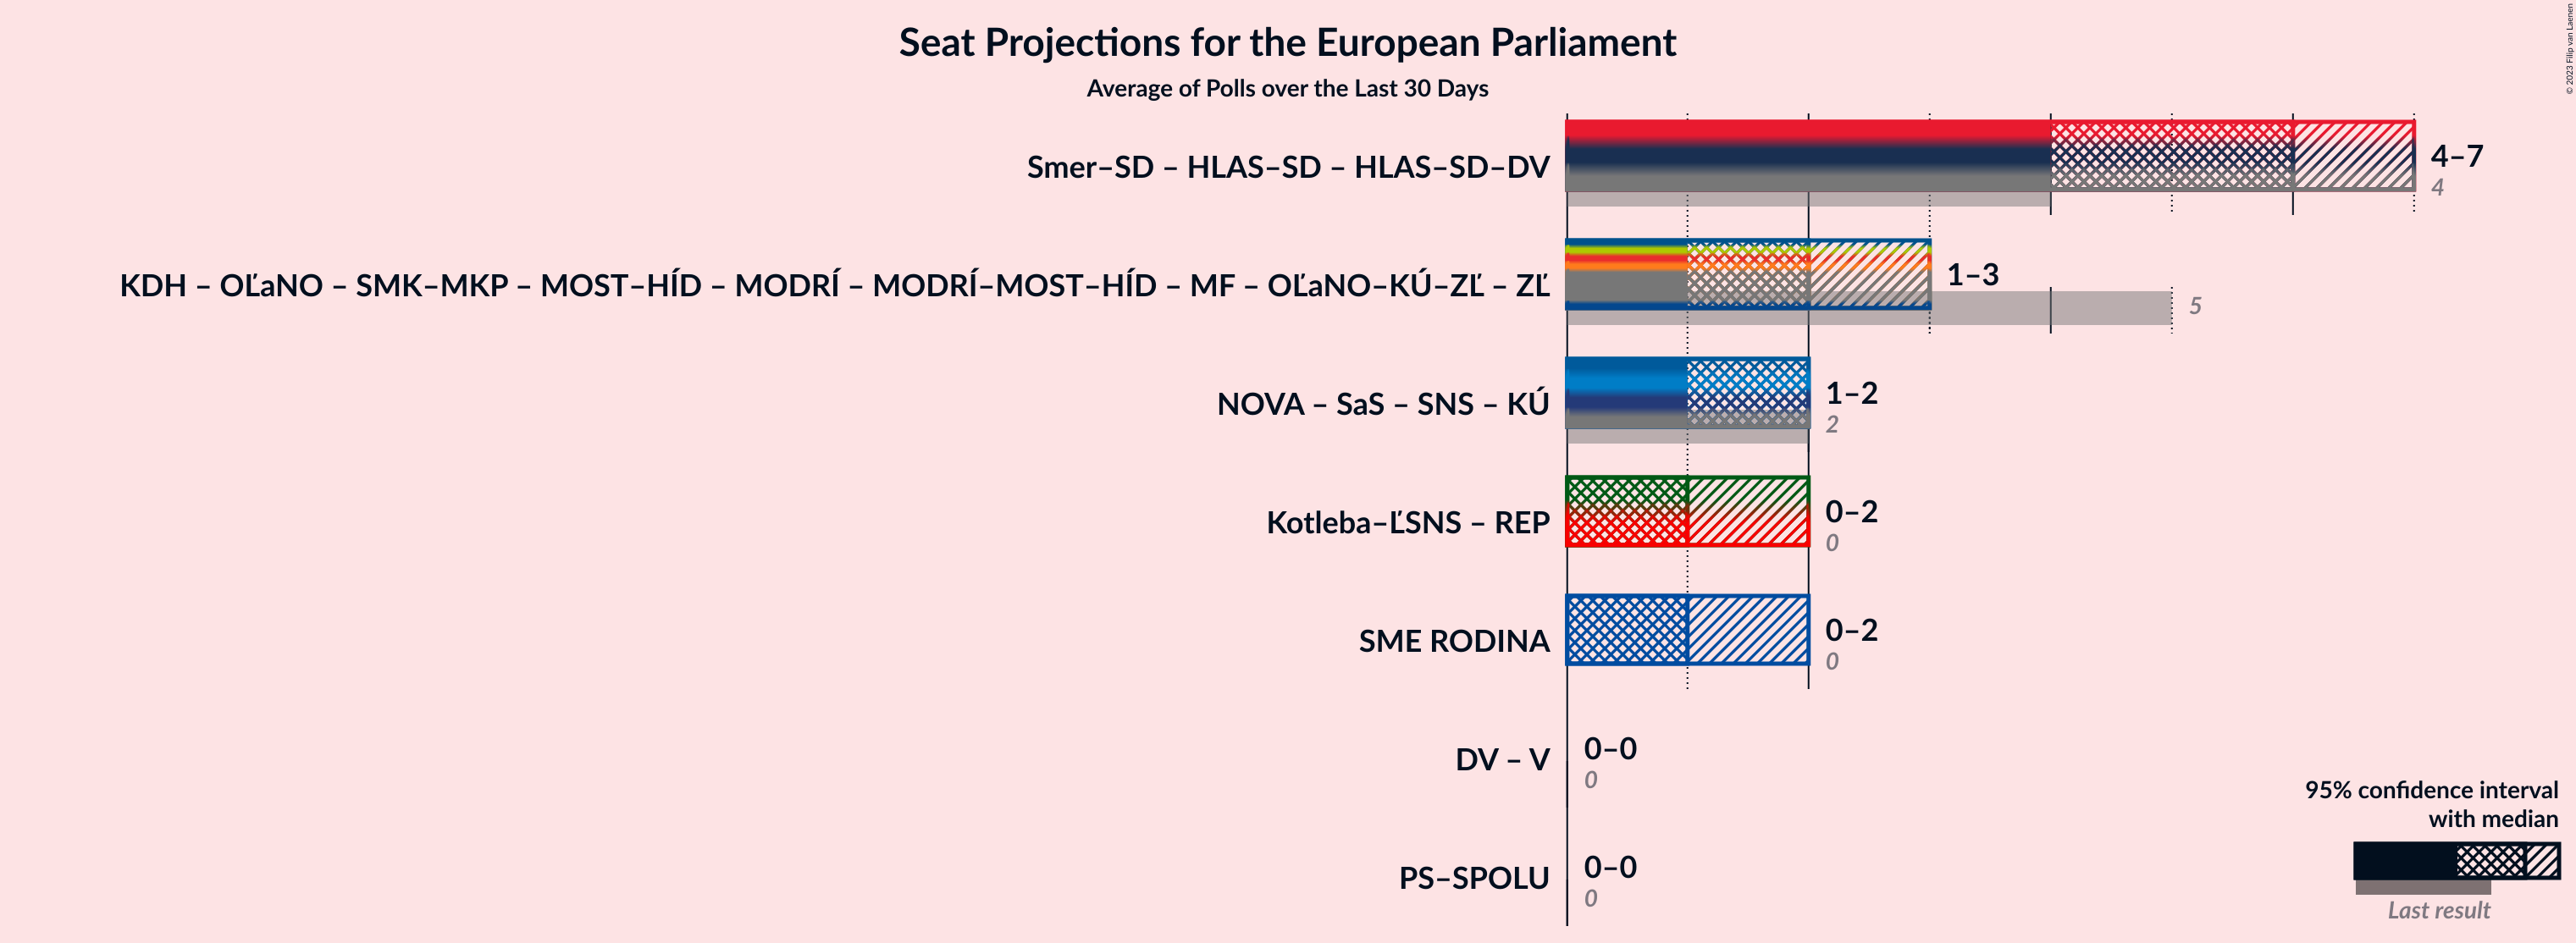 Seat Projections for the European Parliament
Average of Polls over the Last 30 Days
© 2023 Filip van Laenen
Smer–SD – HLAS–SD – HLAS–SD–DV
4–7
4
KDH – OĽaNO – SMK–MKP – MOST–HÍD – MODRÍ – MODRÍ–MOST–HÍD – MF – OĽaNO–KÚ–ZĽ – ZĽ
1–3
5
NOVA – SaS – SNS – KÚ
1–2
2
Kotleba–ĽSNS – REP
0–2
0
SME RODINA
0–2
0
DV – V
0–0
0
PS–SPOLU
0–0
0
95% confidence interval
with median
Last result